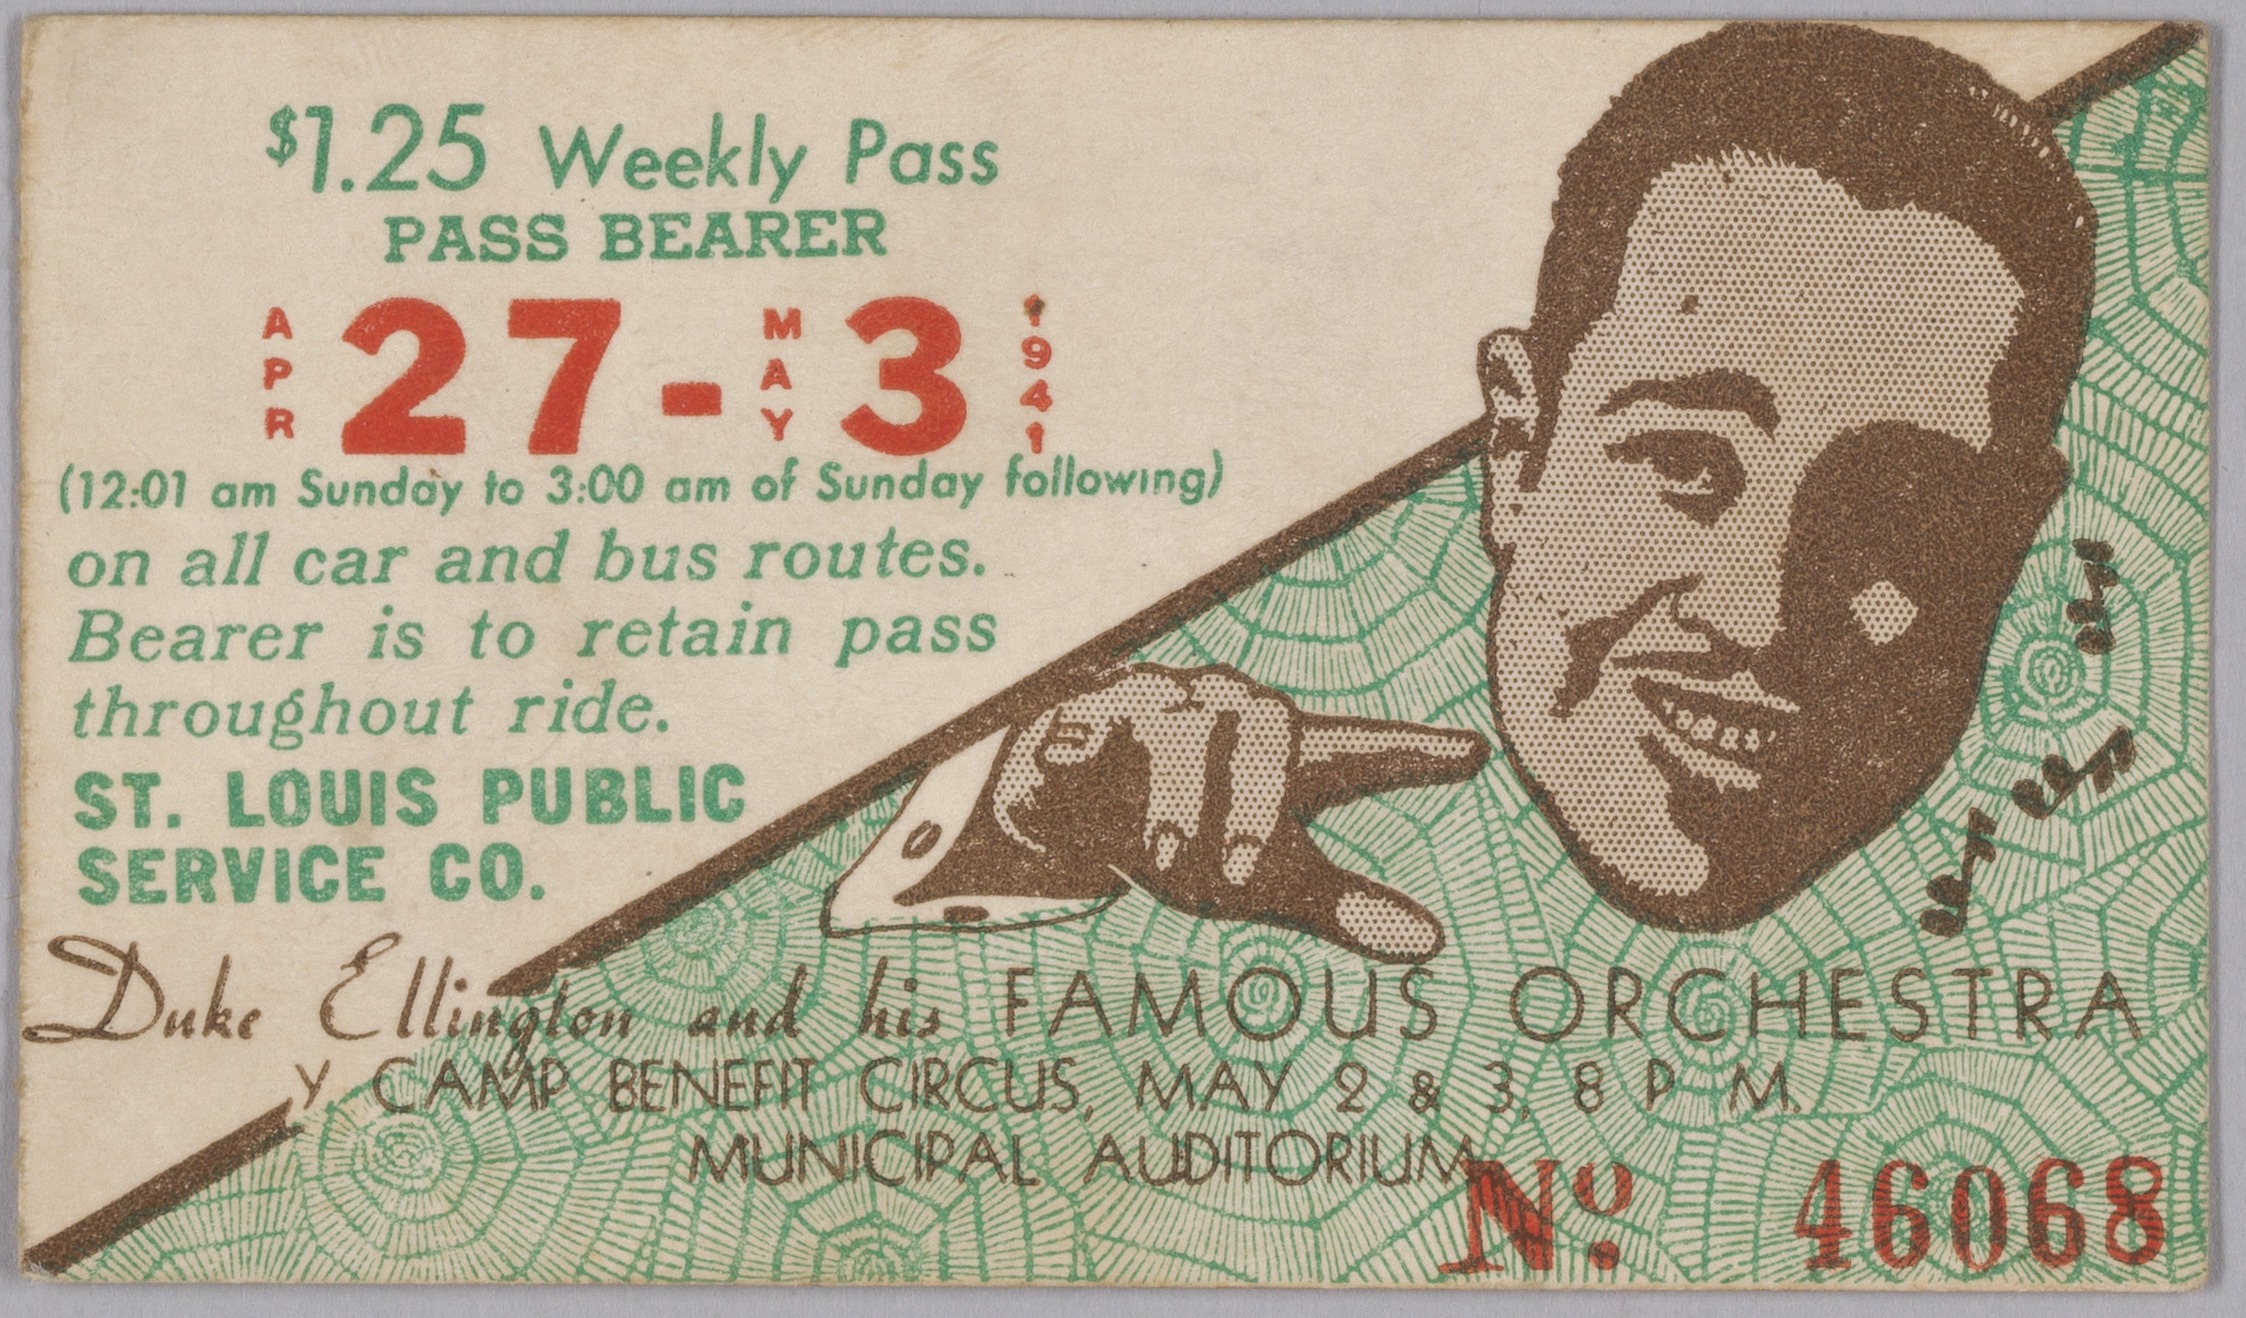 $1.25 Weekly Pass
PASS BEARER
APR 27 - MAY 3 1941
(12:01 am Sunday to 3:00 am of Sunday following)
on all car and bus routes.
Bearer is to retain pass
throughout ride.
ST. LOUIS PUBLIC
SERVICE CO.
Duke Ellington and his FAMOUS ORCHESTRA
Y CAMP BENEFIT CIRCUS, MAY 2 & 3, 8 P. M.
MUNICIPAL AUDITORIUM
No. 46068